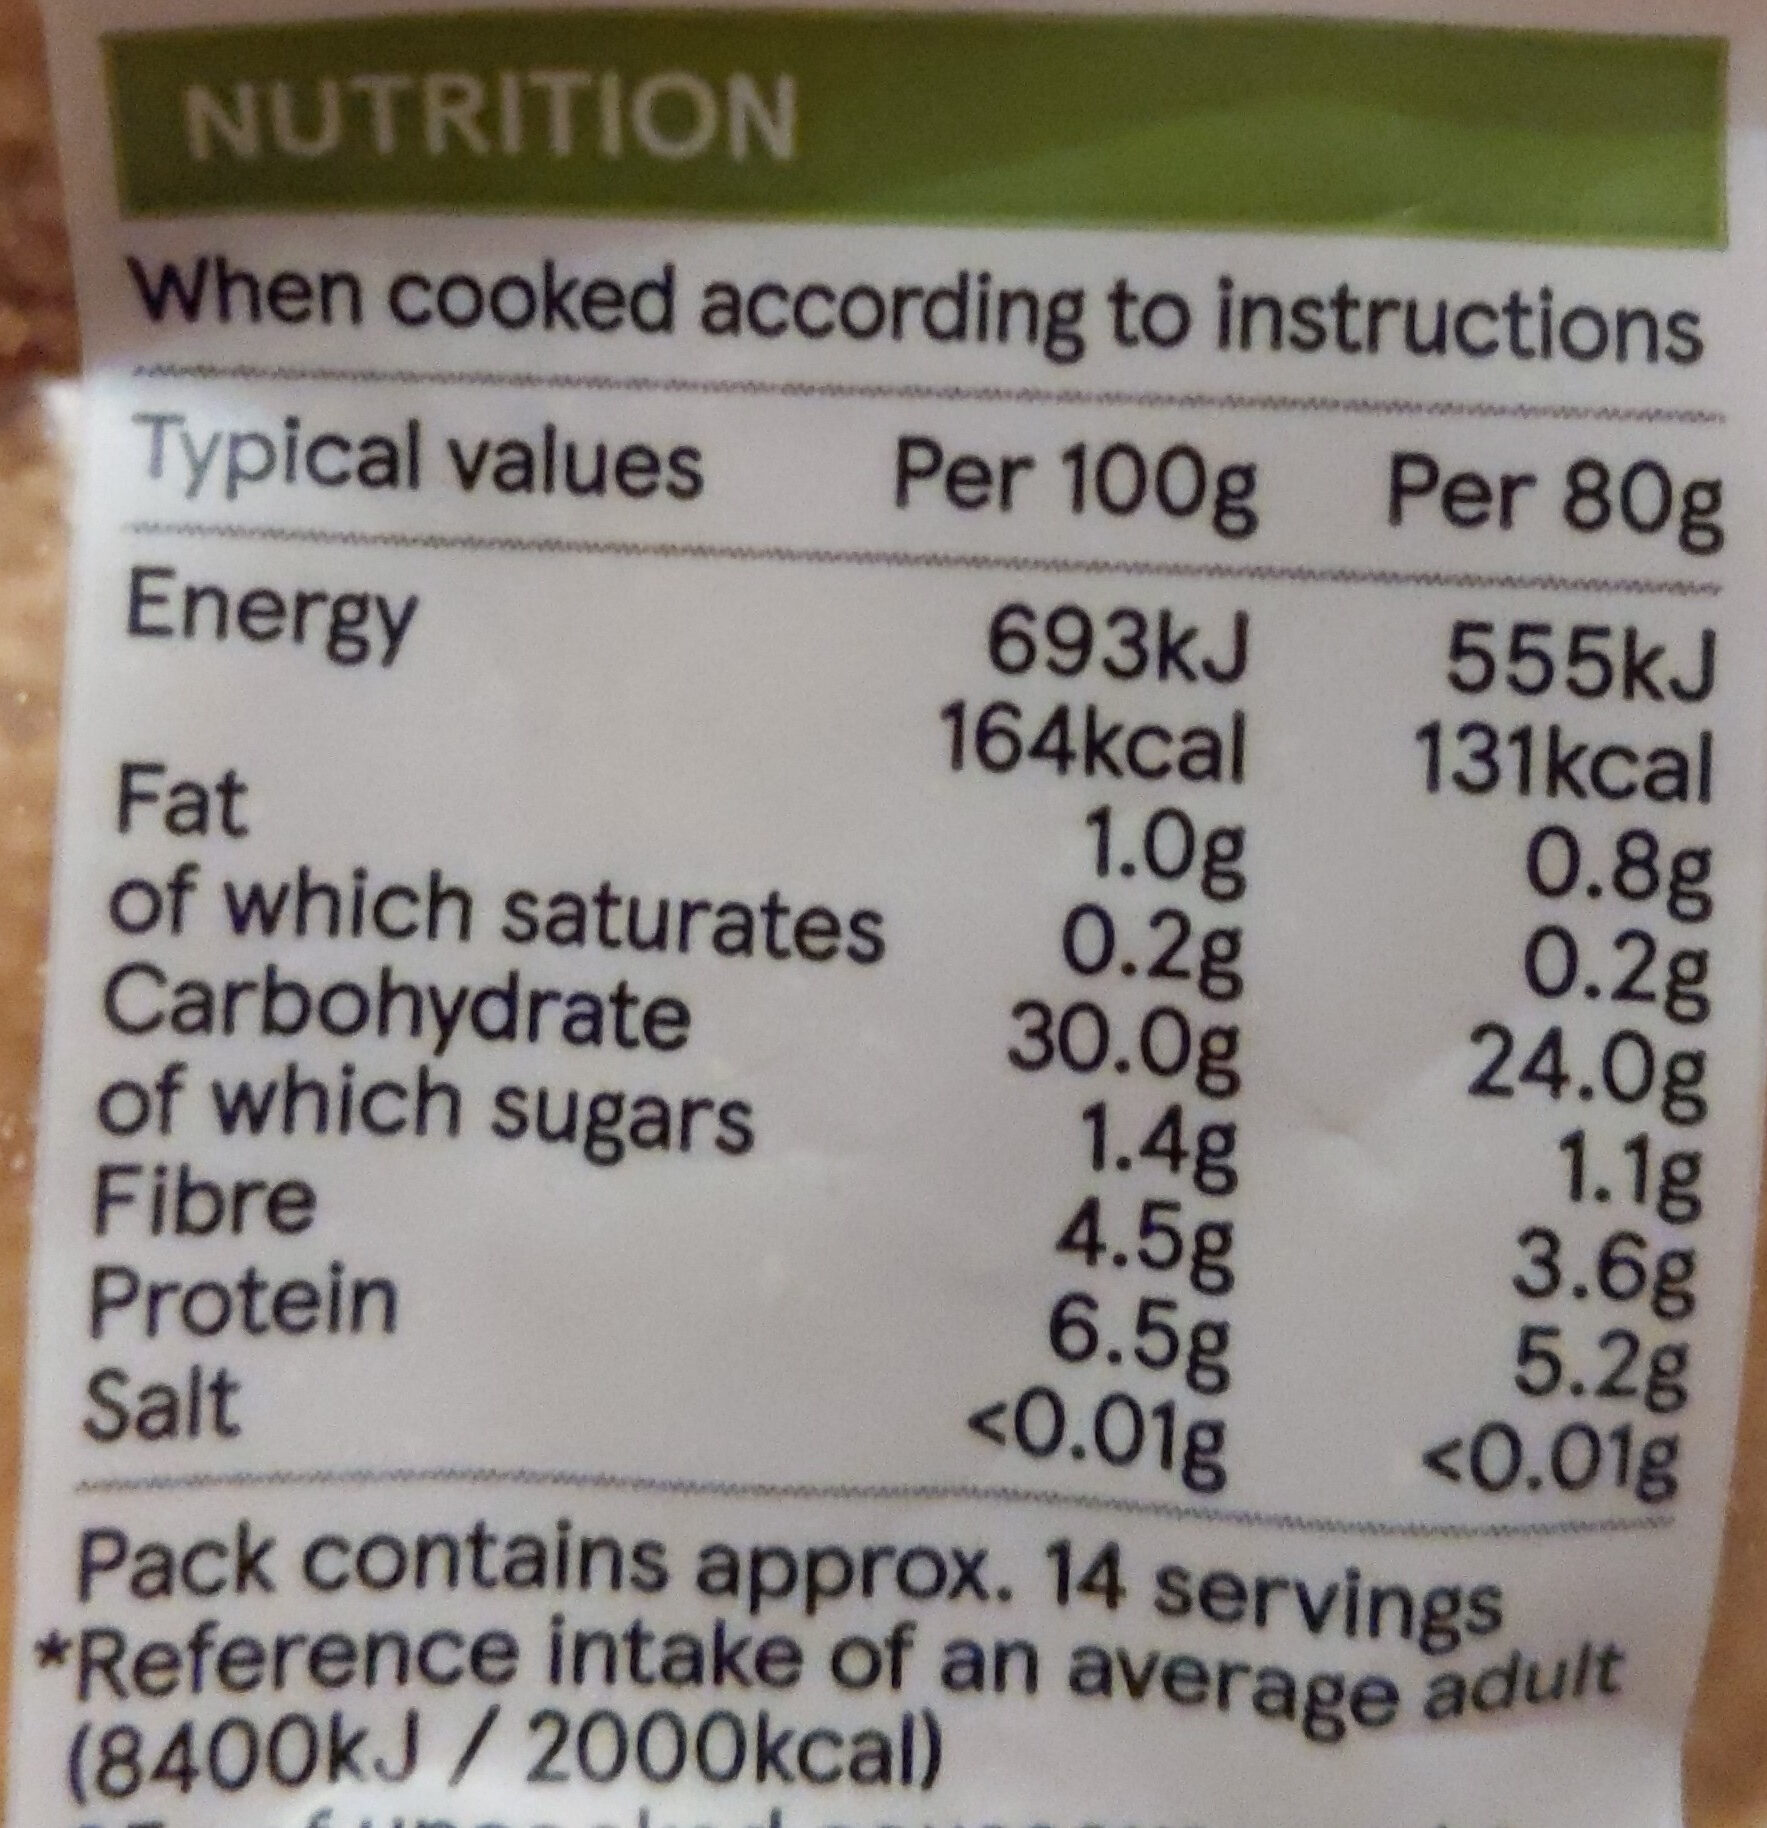 NUTRITION
When cooked according to instructions
Typical values Per 100g Per 80g
Energy 693kJ 555kJ
164kcal 131kcal
Fat 1.0g 0.8g
of which saturates 0.2g 0.2g
Carbohydrate 30.0g 24.0g
of which sugars 1.4g 1.1g
Fibre 4.5g 3.6g
Protein 6.5g 5.2g
Salt <0.01g <0.01g
Pack contains approx. 14 servings
*Reference intake of an average adult
(8400kJ / 2000kcal)